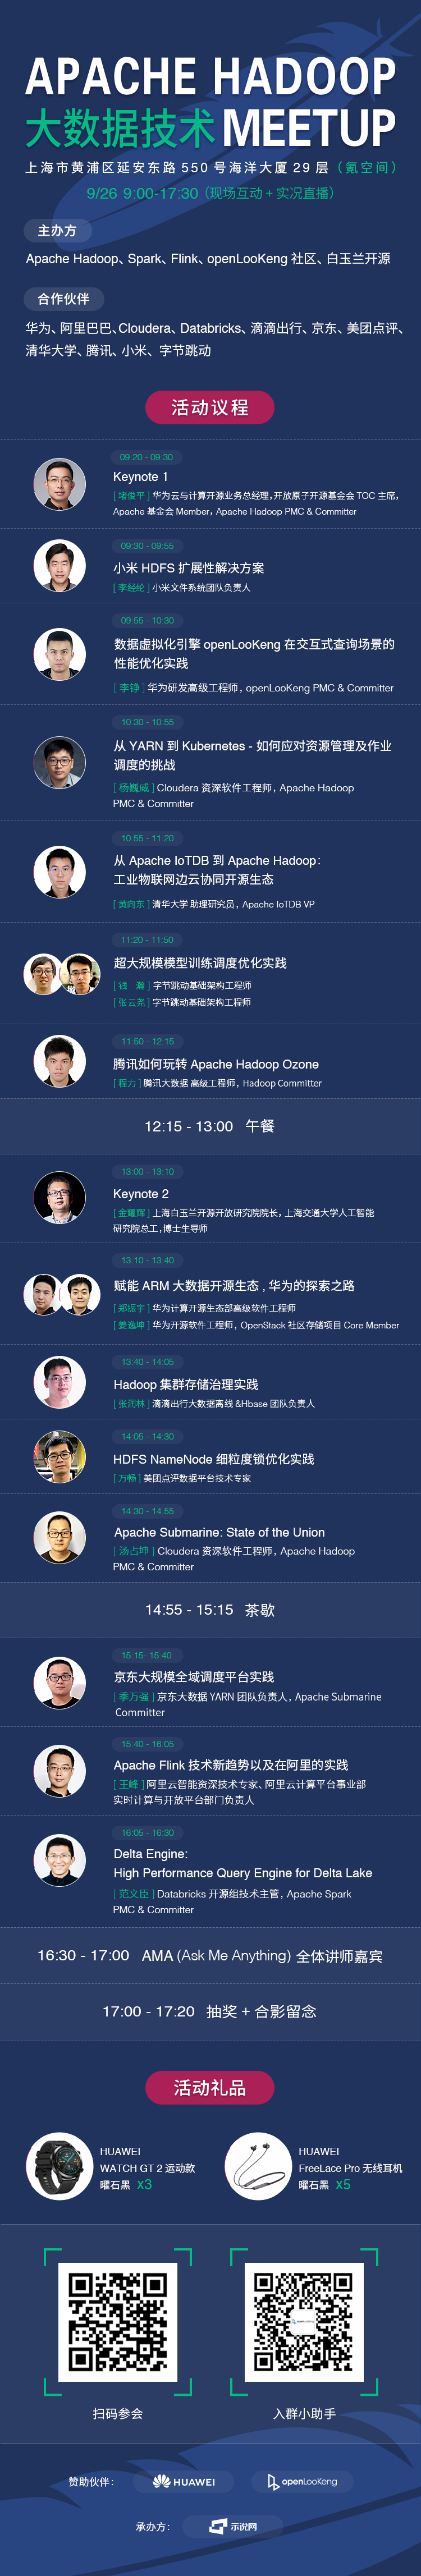 APACHE HADOOP
大数据技术 MEETUP
上海市黄浦区延安东路 550 号海洋大厦 29 层（氪空间）
9/26 9:00-17:30（现场互动 + 实况直播）
主办方
Apache Hadoop、Spark、Flink、openLooKeng 社区、白玉兰开源
合作伙伴
华为、阿里巴巴、Cloudera、Databricks、滴滴出行、京东、美团点评、
清华大学、腾讯、小米、字节跳动
活动议程
09:20 - 09:30
Keynote 1
[ 堵俊平 ] 华为云与计算开源业务总经理，开放原子开源基金会 TOC 主席，
Apache 基金会 Member，Apache Hadoop PMC & Committer
09:30 - 09:55
小米 HDFS 扩展性解决方案
[ 李经纶 ] 小米文件系统团队负责人
09:55 - 10:30
数据虚拟化引擎 openLooKeng 在交互式查询场景的
性能优化实践
[ 李铮 ] 华为研发高级工程师，openLooKeng PMC & Committer
10:30 - 10:55
从 YARN 到 Kubernetes - 如何应对资源管理及作业
调度的挑战
[ 杨巍威 ] Cloudera 资深软件工程师，Apache Hadoop
PMC & Committer
10:55 - 11:20
从 Apache IoTDB 到 Apache Hadoop：
工业物联网边云协同开源生态
[ 黄向东 ] 清华大学 助理研究员，Apache IoTDB VP
11:20 - 11:50
超大规模模型训练调度优化实践
[ 钱 瀚 ] 字节跳动基础架构工程师
[ 张云尧 ] 字节跳动基础架构工程师
11:50 - 12:15
腾讯如何玩转 Apache Hadoop Ozone
[ 程力 ] 腾讯大数据 高级工程师，Hadoop Committer
12:15 - 13:00 午餐
13:00 - 13:10
Keynote 2
[ 金耀辉 ] 上海白玉兰开源开放研究院院长，上海交通大学人工智能
研究院总工，博士生导师
13:10 - 13:40
赋能 ARM 大数据开源生态，华为的探索之路
[ 郑振宇 ] 华为计算开源生态部高级软件工程师
[ 姜逸坤 ] 华为开源软件工程师，OpenStack 社区存储项目 Core Member
13:40 - 14:05
Hadoop 集群存储治理实践
[ 张润林 ] 滴滴出行大数据离线 &Hbase 团队负责人
14:05 - 14:30
HDFS NameNode 细粒度锁优化实践
[ 万畅 ] 美团点评数据平台技术专家
14:30 - 14:55
Apache Submarine: State of the Union
[ 汤占坤 ] Cloudera 资深软件工程师，Apache Hadoop
PMC & Committer
14:55 - 15:15 茶歇
15:15- 15:40
京东大规模全域调度平台实践
[ 季万强 ] 京东大数据 YARN 团队负责人，Apache Submarine
Committer
15:40 - 16:05
Apache Flink 技术新趋势以及在阿里的实践
[ 王峰 ] 阿里云智能资深技术专家、阿里云计算平台事业部
实时计算与开放平台部门负责人
16:05 - 16:30
Delta Engine:
High Performance Query Engine for Delta Lake
[ 范文臣 ] Databricks 开源组技术主管，Apache Spark
PMC & Committer
16:30 - 17:00 AMA (Ask Me Anything) 全体讲师嘉宾
17:00 - 17:20 抽奖 + 合影留念
活动礼品
HUAWEI
WATCH GT 2 运动款
曜石黑 x3
HUAWEI
FreeLace Pro 无线耳机
曜石黑 x5
扫码参会
入群小助手
赞助伙伴： HUAWEI openLooKeng
承办方： 示说网